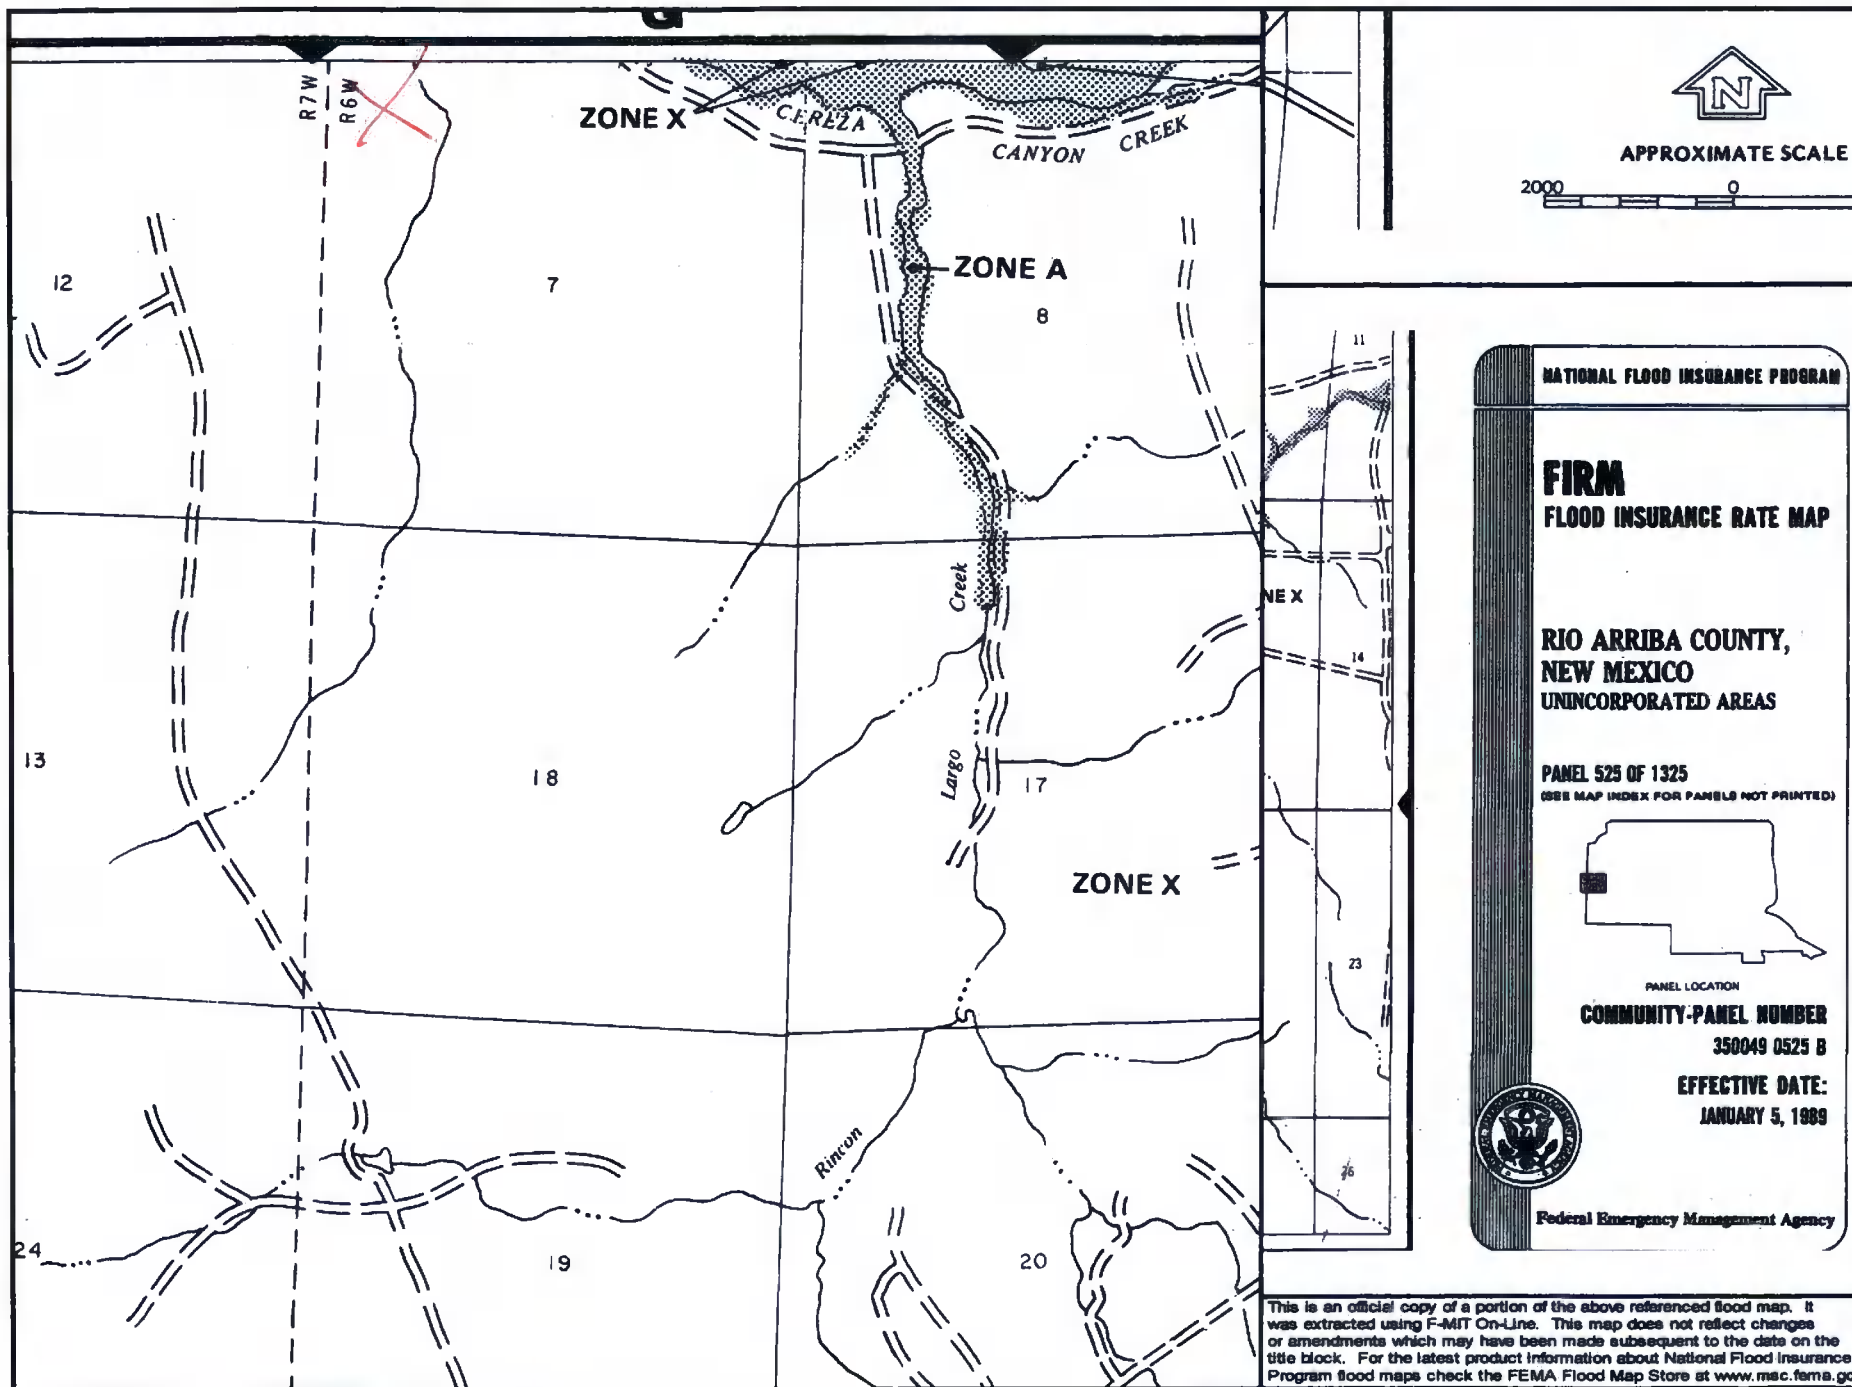 G
R7W
R6W
ZONE X
CEREZA
CANYON
CREEK
ZONE A
12
7
8
Creek
13
18
Largo
17
ZONE X
Rincon
24
19
20
11
NE X
14
23
26
N
APPROXIMATE SCALE
2000 0
NATIONAL FLOOD INSURANCE PROGRAM
FIRM
FLOOD INSURANCE RATE MAP
RIO ARRIBA COUNTY,
NEW MEXICO
UNINCORPORATED AREAS
PANEL 525 OF 1325
(SEE MAP INDEX FOR PANELS NOT PRINTED)
PANEL LOCATION
COMMUNITY-PANEL NUMBER
350049 0525 B
EFFECTIVE DATE:
JANUARY 5, 1989
Federal Emergency Management Agency
This is an official copy of a portion of the above referenced flood map. It
was extracted using F-MIT On-Line. This map does not reflect changes
or amendments which may have been made subsequent to the date on the
title block. For the latest product information about National Flood Insurance
Program flood maps check the FEMA Flood Map Store at www.msc.fema.go